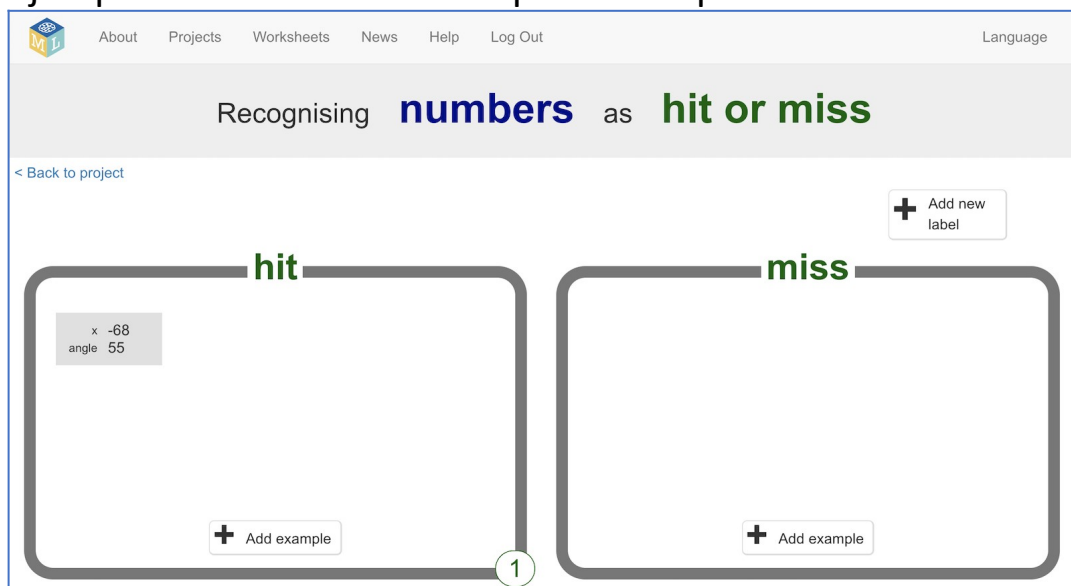 ML
About Projects Worksheets News Help Log Out Language
Recognising numbers as hit or miss
< Back to project
Add new
label
hit
x -68
angle 55
Add example
1
miss
Add example